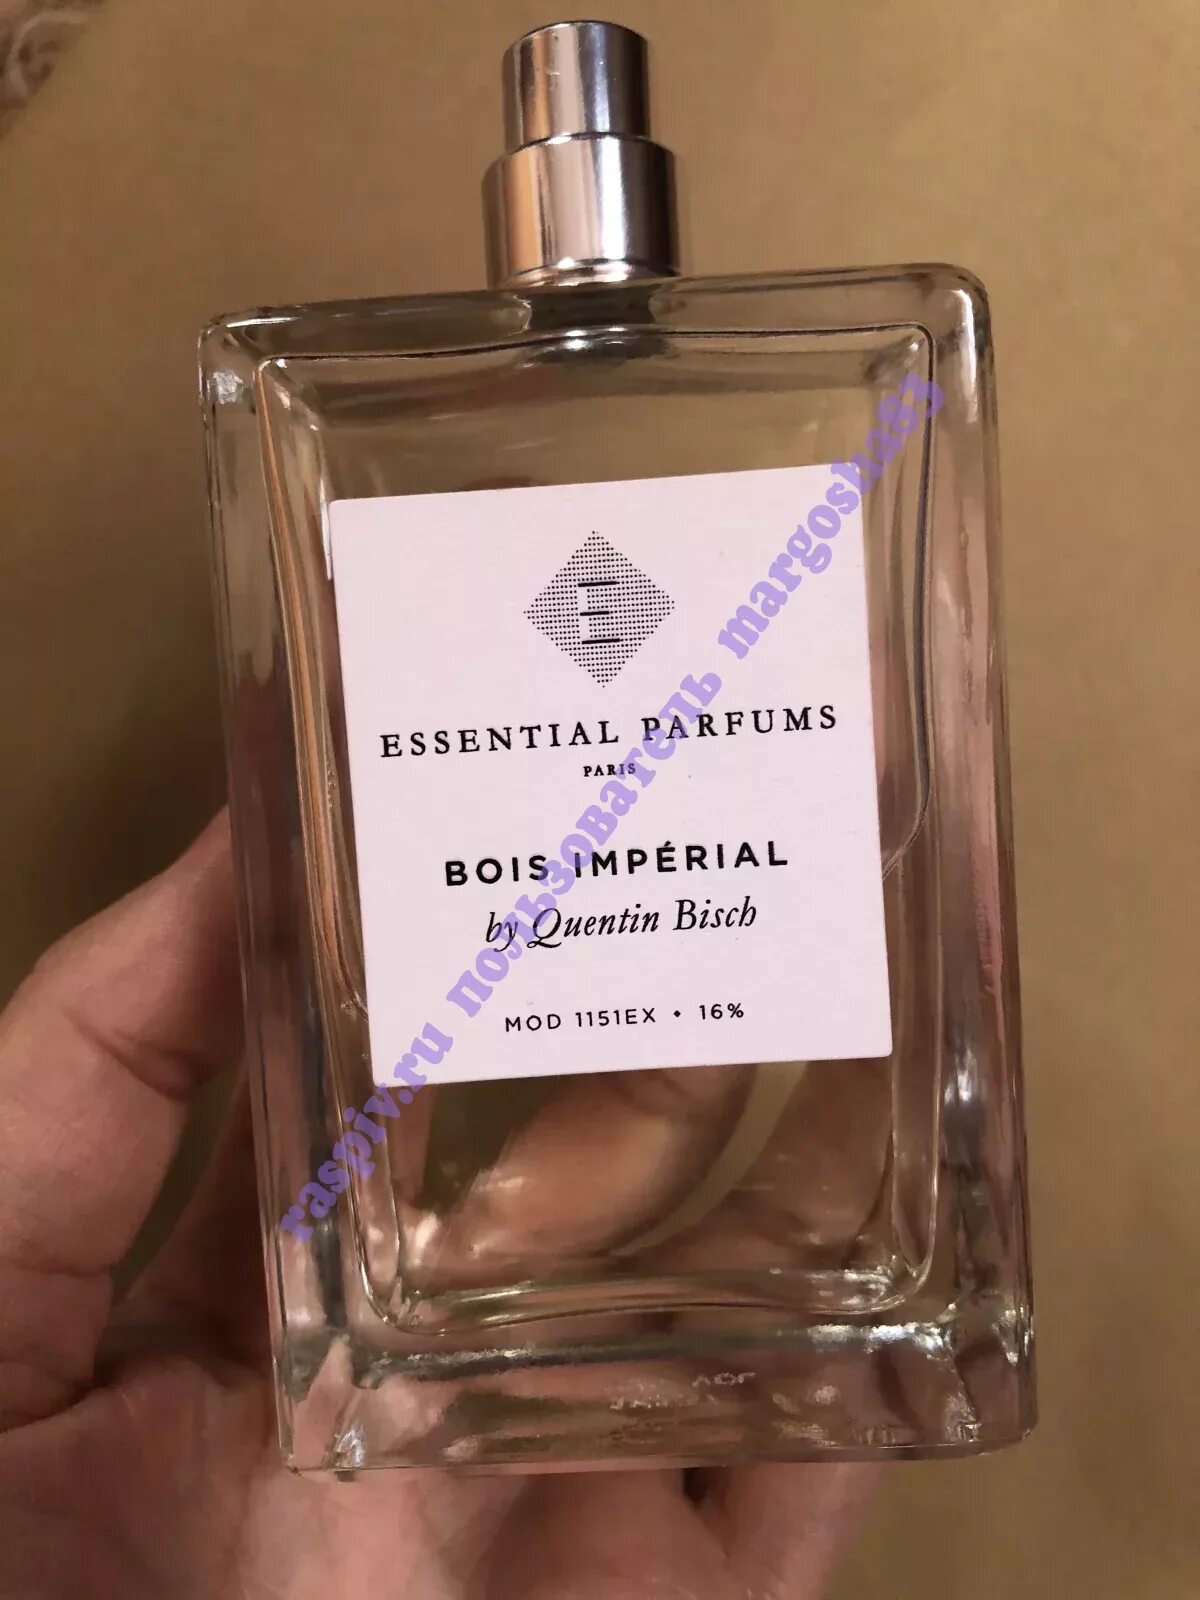 E
ESSENTIAL PARFUMS
PARIS
BOIS IMPÉRIAL
by Quentin Bisch
MOD 1151EX • 16%
raspiv.ru пользователь margosha83